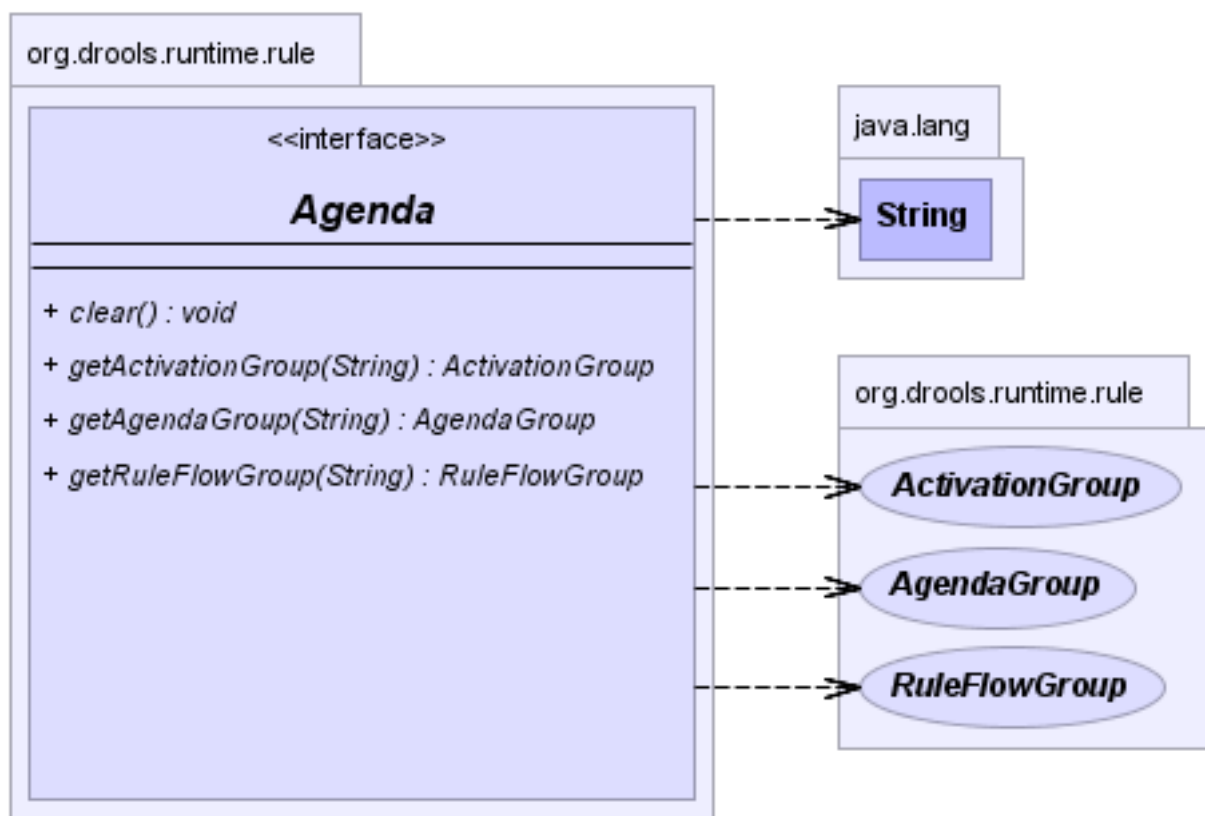 org.drools.runtime.rule
<<interface>>
Agenda
+ clear() : void
+ getActivationGroup(String) : ActivationGroup
+ getAgendaGroup(String) : AgendaGroup
+ getRuleFlowGroup(String) : RuleFlowGroup
java.lang
String
org.drools.runtime.rule
ActivationGroup
AgendaGroup
RuleFlowGroup